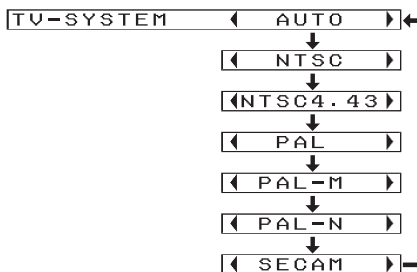 TV-SYSTEM AUTO
NTSC
NTSC4.43
PAL
PAL-M
PAL-N
SECAM